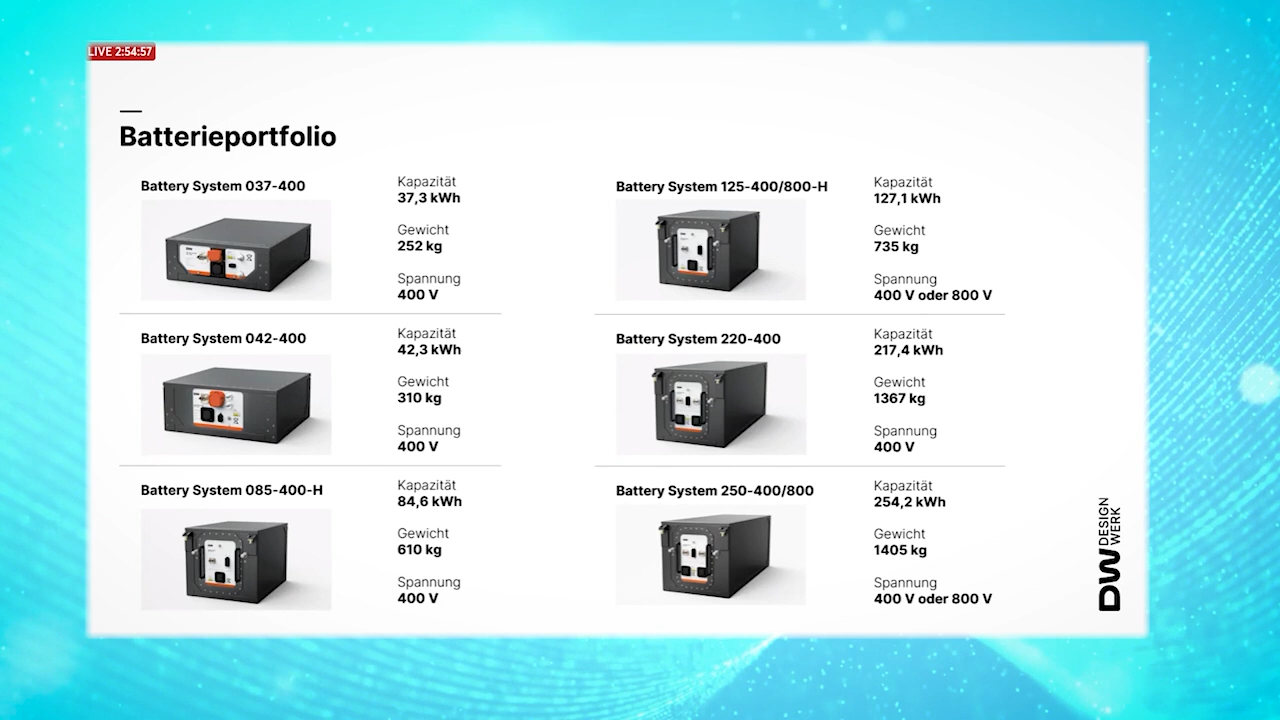 LIVE 2:54:57
Batterieportfolio
Battery System 037-400
Kapazität
37,3 kWh
Gewicht
252 kg
Spannung
400 V
Battery System 042-400
Kapazität
42,3 kWh
Gewicht
310 kg
Spannung
400 V
Battery System 085-400-H
Kapazität
84,6 kWh
Gewicht
610 kg
Spannung
400 V
Battery System 125-400/800-H
Kapazität
127,1 kWh
Gewicht
735 kg
Spannung
400 V oder 800 V
Battery System 220-400
Kapazität
217,4 kWh
Gewicht
1367 kg
Spannung
400 V
Battery System 250-400/800
Kapazität
254,2 kWh
Gewicht
1405 kg
Spannung
400 V oder 800 V
DW DESIGN
WERK